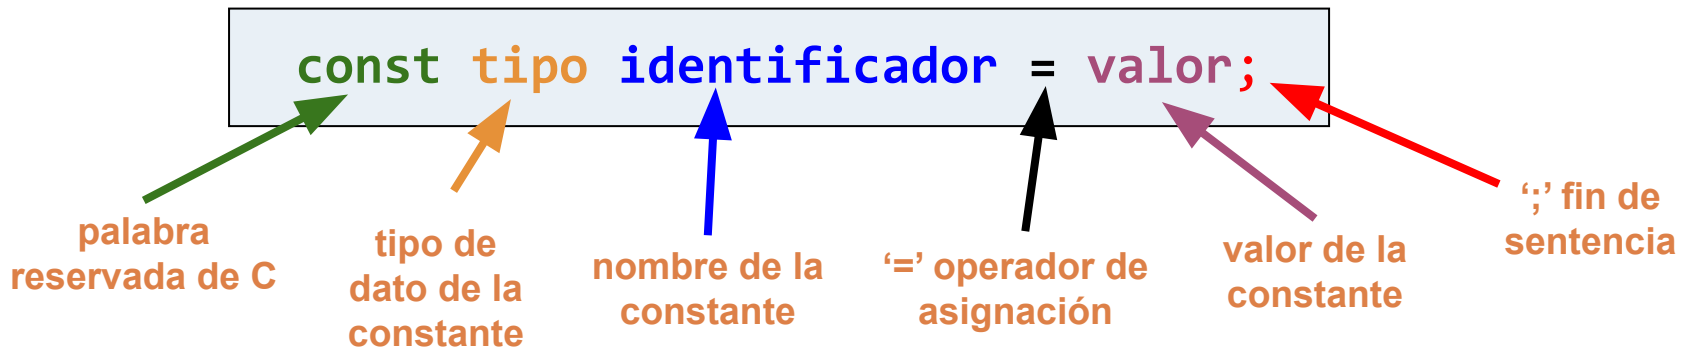 const tipo identificador = valor;
palabra
reservada de C
tipo de
dato de la
constante
nombre de la
constante
‘=’ operador de
asignación
valor de la
constante
‘;’ fin de
sentencia